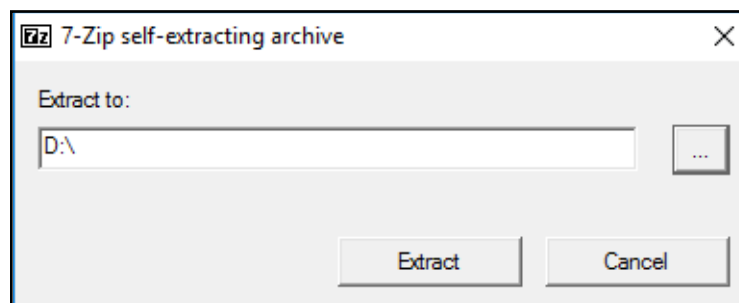 7z 7-Zip self-extracting archive
Extract to:
D:\
...
Extract Cancel